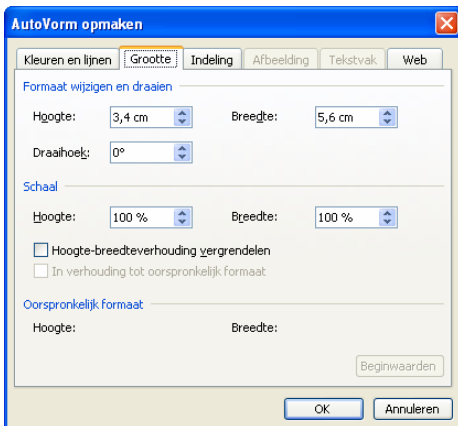 AutoVorm opmaken
Kleuren en lijnen Grootte Indeling Afbeelding Tekstvak Web
Formaat wijzigen en draaien
Hoogte: 3,4 cm Breedte: 5,6 cm
Draaihoek: 0°
Schaal
Hoogte: 100 % Breedte: 100 %
Hoogte-breedteverhouding vergrendelen
In verhouding tot oorspronkelijk formaat
Oorspronkelijk formaat
Hoogte: Breedte:
Beginwaarden
OK Annuleren